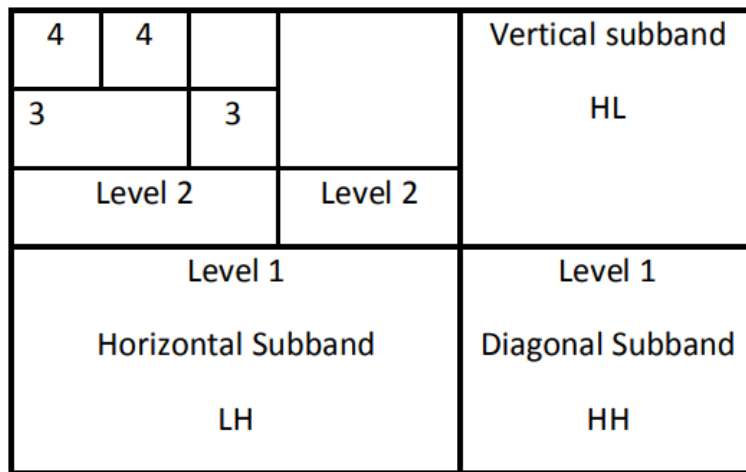 4 4
Vertical subband
HL
3 3
Level 2 Level 2
Level 1
Horizontal Subband
LH
Level 1
Diagonal Subband
HH